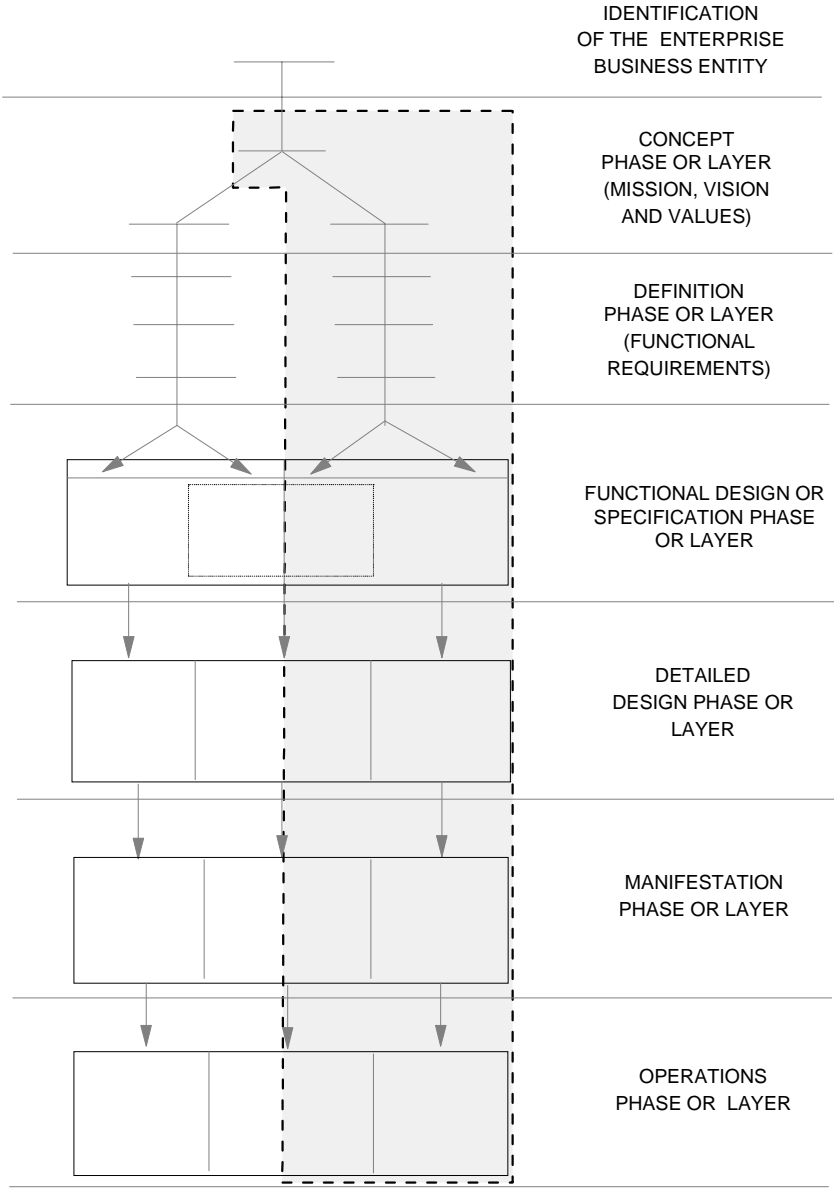 IDENTIFICATION
OF THE ENTERPRISE
BUSINESS ENTITY
CONCEPT
PHASE OR LAYER
(MISSION, VISION
AND VALUES)
DEFINITION
PHASE OR LAYER
(FUNCTIONAL
REQUIREMENTS)
FUNCTIONAL DESIGN OR
SPECIFICATION PHASE
OR LAYER
DETAILED
DESIGN PHASE OR
LAYER
MANIFESTATION
PHASE OR LAYER
OPERATIONS
PHASE OR LAYER